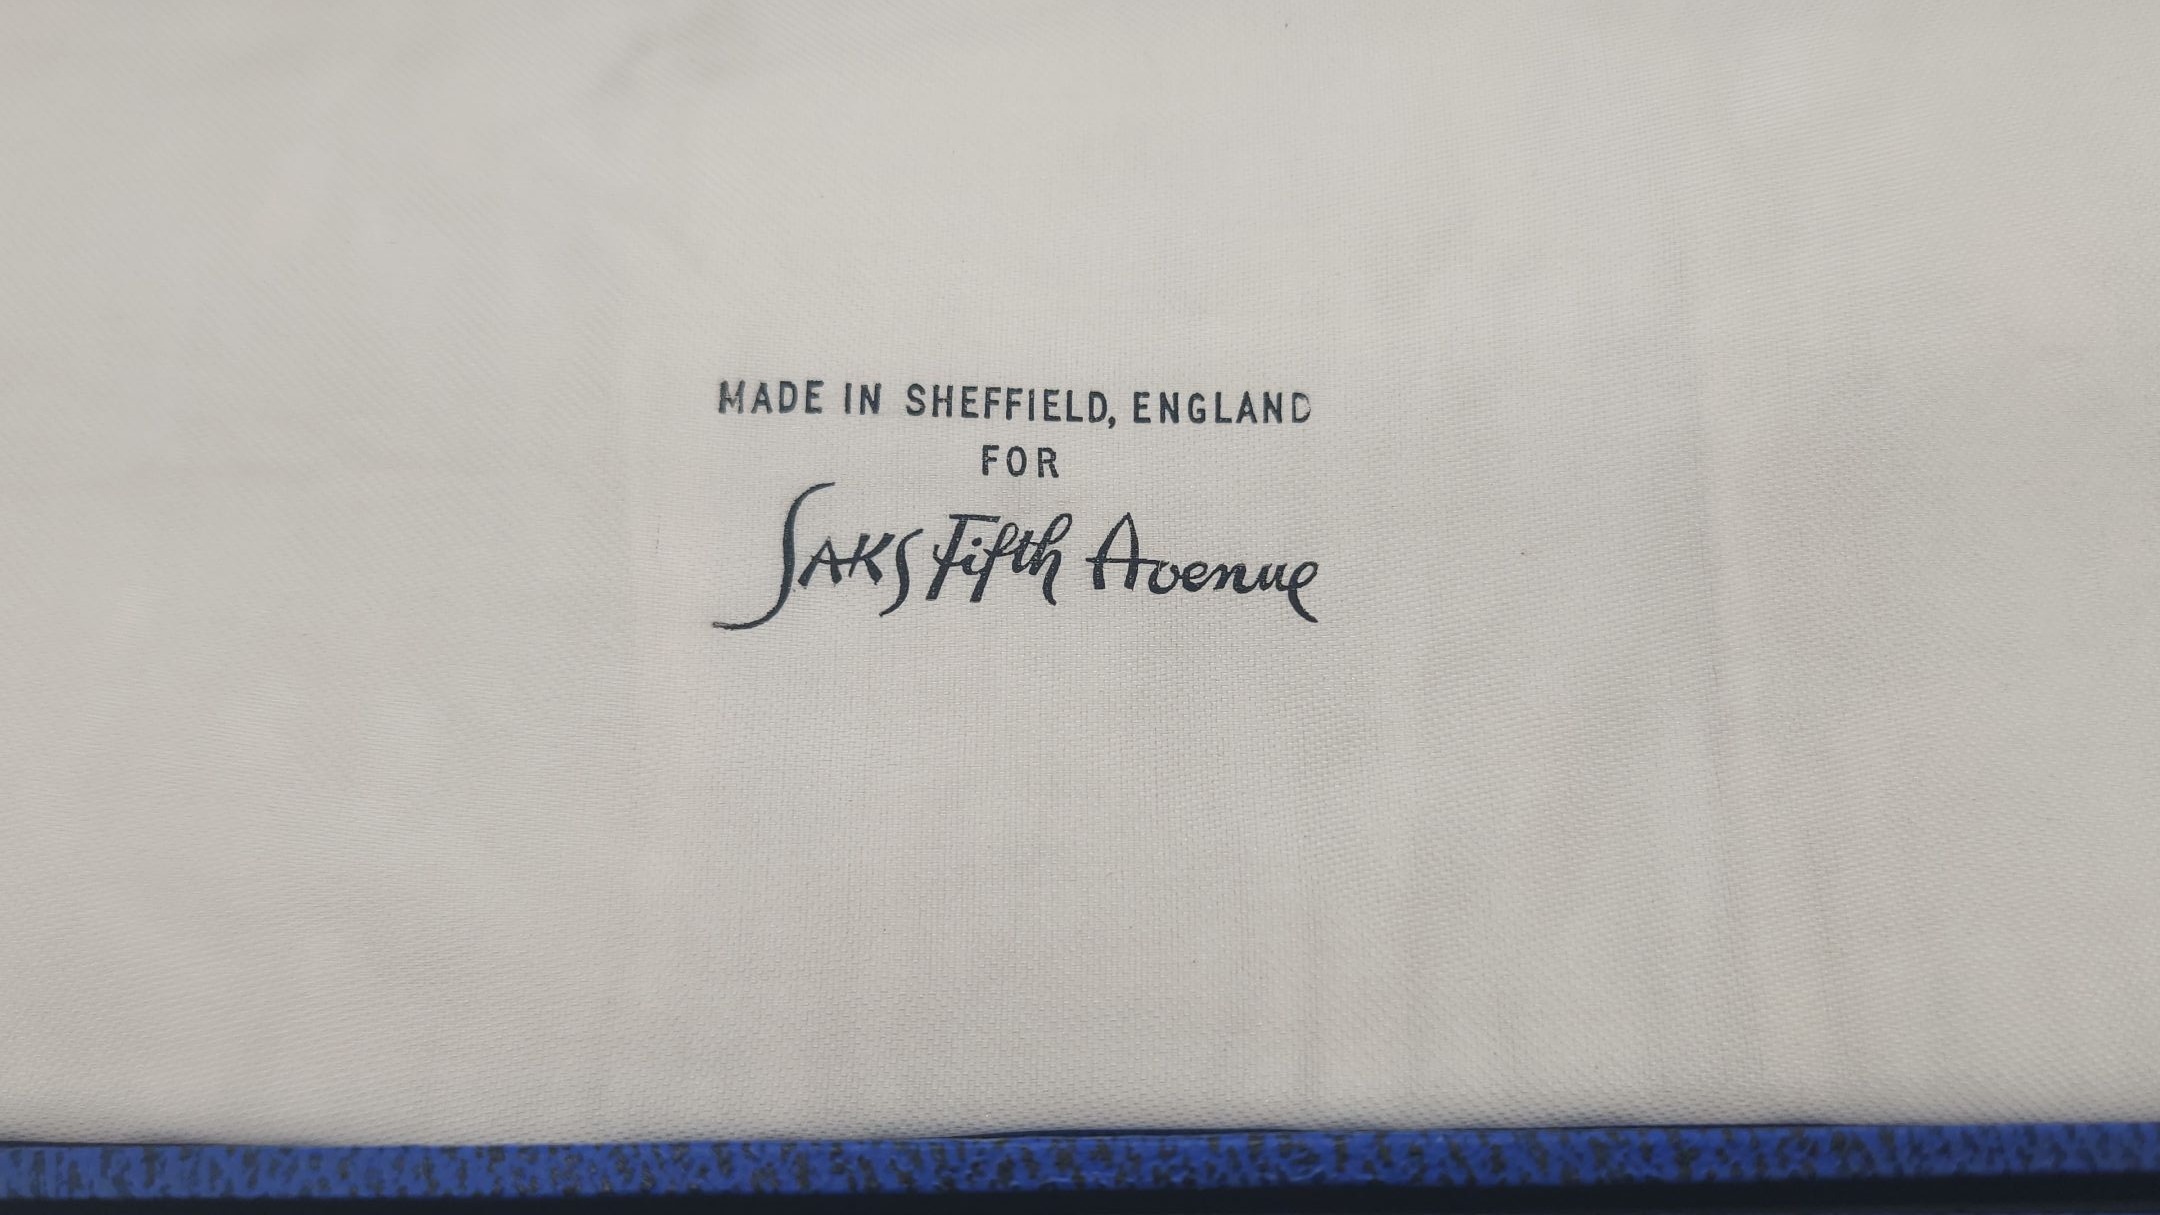 MADE IN SHEFFIELD, ENGLAND
FOR
SAKS Fifth Avenue